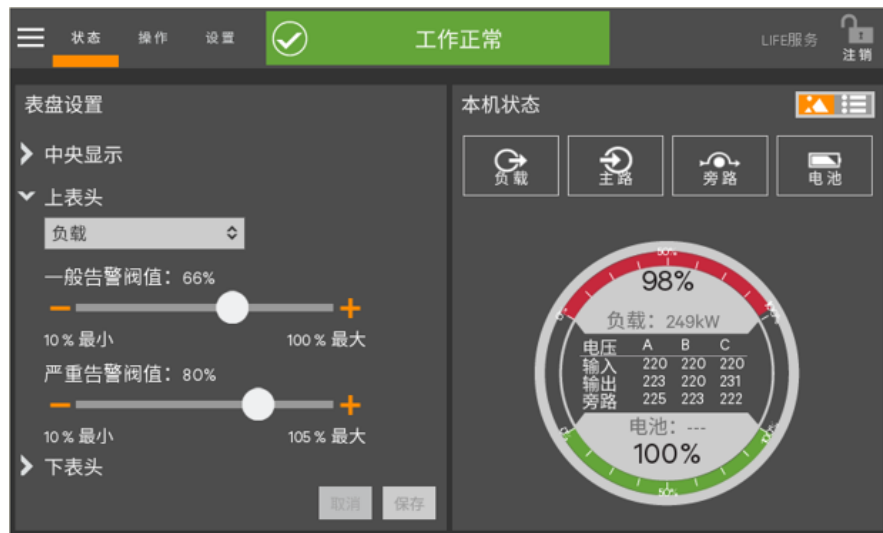 状态 操作 设置 工作正常 LIFE服务 注销
表盘设置
中央显示
上表头
负载
一般告警阀值：66%
10 % 最小 100 % 最大
严重告警阀值：80%
10 % 最小 105 % 最大
下表头
取消 保存
本机状态
负载 主路 旁路 电池
50%
98%
负载：249kW
电压 A B C
输入 220 220 220
输出 223 220 231
旁路 225 223 222
电池：---
100%
50%